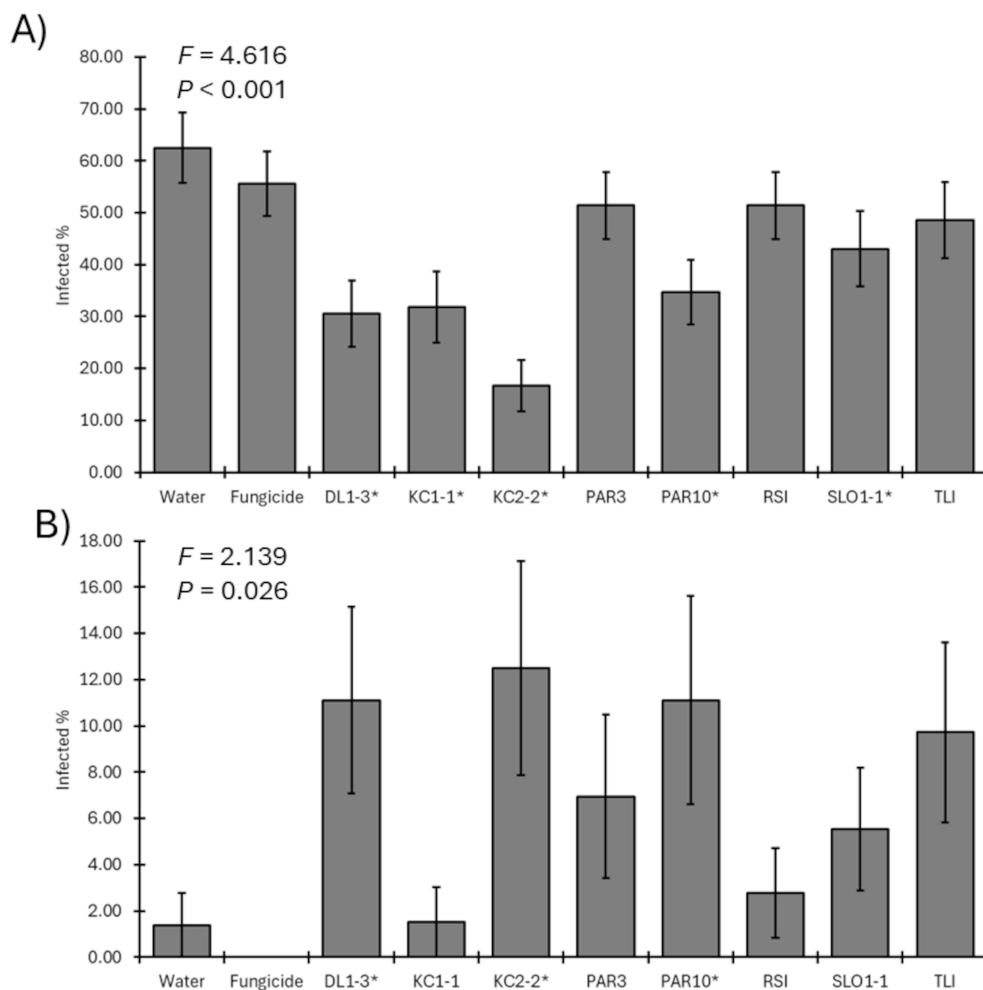 A)
F = 4.616
P < 0.001
80.00
70.00
60.00
50.00
40.00
30.00
20.00
10.00
0.00
Infected %
Water Fungicide DL1-3* KC1-1* KC2-2* PAR3 PAR10* RSI SLO1-1* TLI
B)
F = 2.139
P = 0.026
18.00
16.00
14.00
12.00
10.00
8.00
6.00
4.00
2.00
0.00
Infected %
Water Fungicide DL1-3* KC1-1 KC2-2* PAR3 PAR10* RSI SLO1-1 TLI